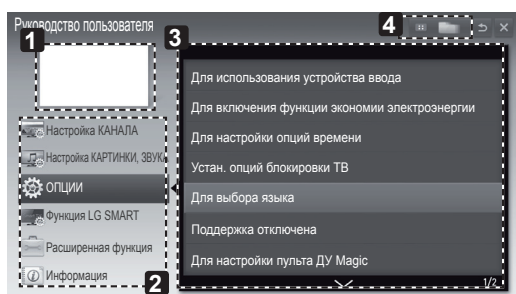 Руководство пользователя
1
3
4
Настройка КАНАЛА
Настройка КАРТИНКИ, ЗВУКА
ОПЦИИ
Функция LG SMART
Расширенная функция
Информация
2
Для использования устройства ввода
Для включения функции экономии электроэнергии
Для настройки опций времени
Устан. опций блокировки ТВ
Для выбора языка
Поддержка отключена
Для настройки пульта ДУ Magic
1/2